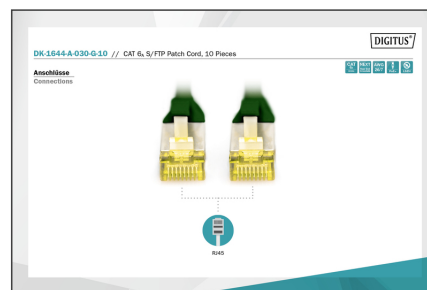 DIGITUS®
DK-1644-A-030-G-10 // CAT 6A S/FTP Patch Cord, 10 Pieces
Anschlüsse
Connections
RJ45